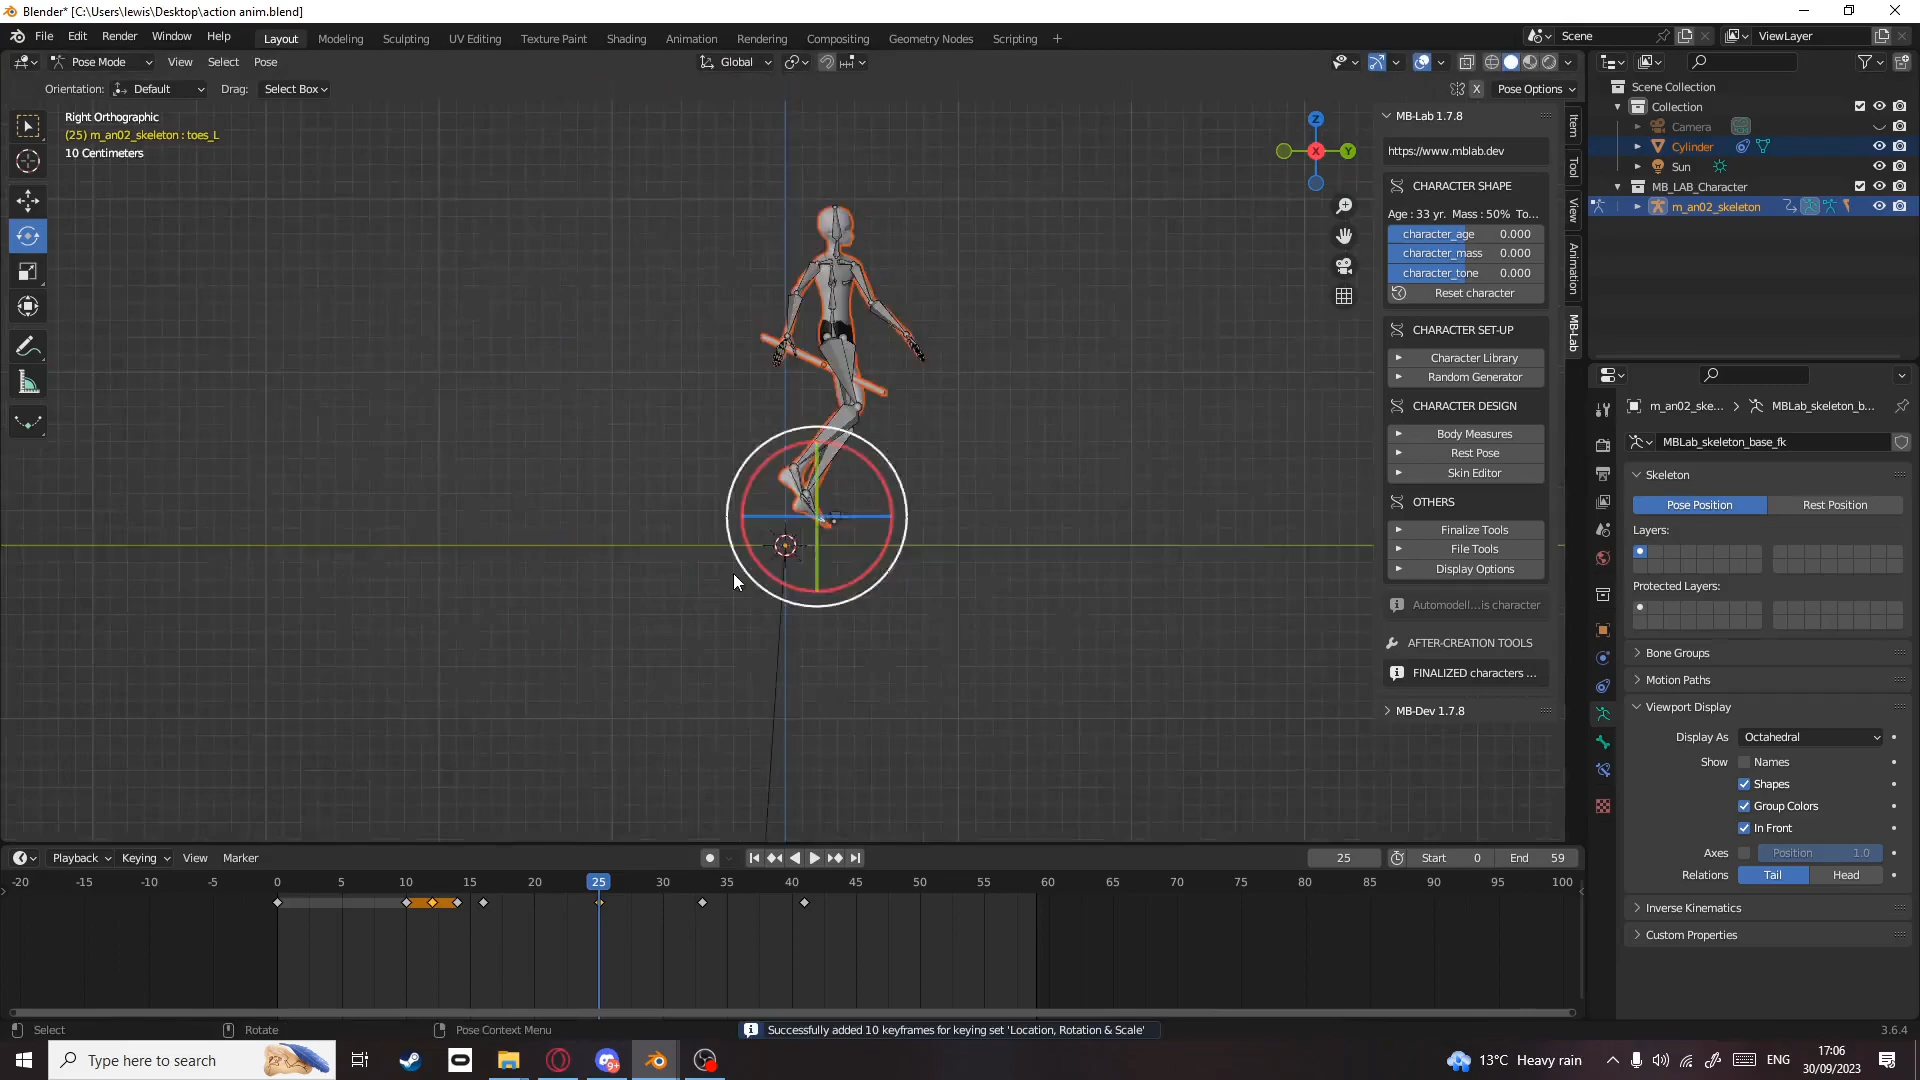 Blender* [C:\Users\lewis\Desktop\action anim.blend]
File Edit Render Window Help Layout Modeling Sculpting UV Editing Texture Paint Shading Animation Rendering Compositing Geometry Nodes Scripting + Scene ViewLayer
Pose Mode View Select Pose Global
Orientation: Default Drag: Select Box X Pose Options
Right Orthographic
(25) m_an02_skeleton : toes_L
10 Centimeters
Z
X
Y
MB-Lab 1.7.8
https://www.mblab.dev
CHARACTER SHAPE
Age : 33 yr. Mass : 50% To...
character_age 0.000
character_mass 0.000
character_tone 0.000
Reset character
CHARACTER SET-UP
Character Library
Random Generator
CHARACTER DESIGN
Body Measures
Rest Pose
Skin Editor
OTHERS
Finalize Tools
File Tools
Display Options
Automodell...is character
AFTER-CREATION TOOLS
FINALIZED characters ...
MB-Dev 1.7.8
Item
Tool
View
Animation
MB-Lab
Scene Collection
Collection
Camera
Cylinder
Sun
MB_LAB_Character
m_an02_skeleton
m_an02_ske... MBLab_skeleton_b...
MBLab_skeleton_base_fk
Skeleton
Pose Position Rest Position
Layers:
Protected Layers:
Bone Groups
Motion Paths
Viewport Display
Display As Octahedral
Show Names
Shapes
Group Colors
In Front
Axes Position 1.0
Relations Tail Head
Inverse Kinematics
Custom Properties
Playback Keying View Marker 25 Start 0 End 59
-20 -15 -10 -5 0 5 10 15 20 25 30 35 40 45 50 55 60 65 70 75 80 85 90 95 100
Select Rotate Pose Context Menu Successfully added 10 keyframes for keying set 'Location, Rotation & Scale' 3.6.4
Type here to search 9+ 13°C Heavy rain ENG 17:06
30/09/2023